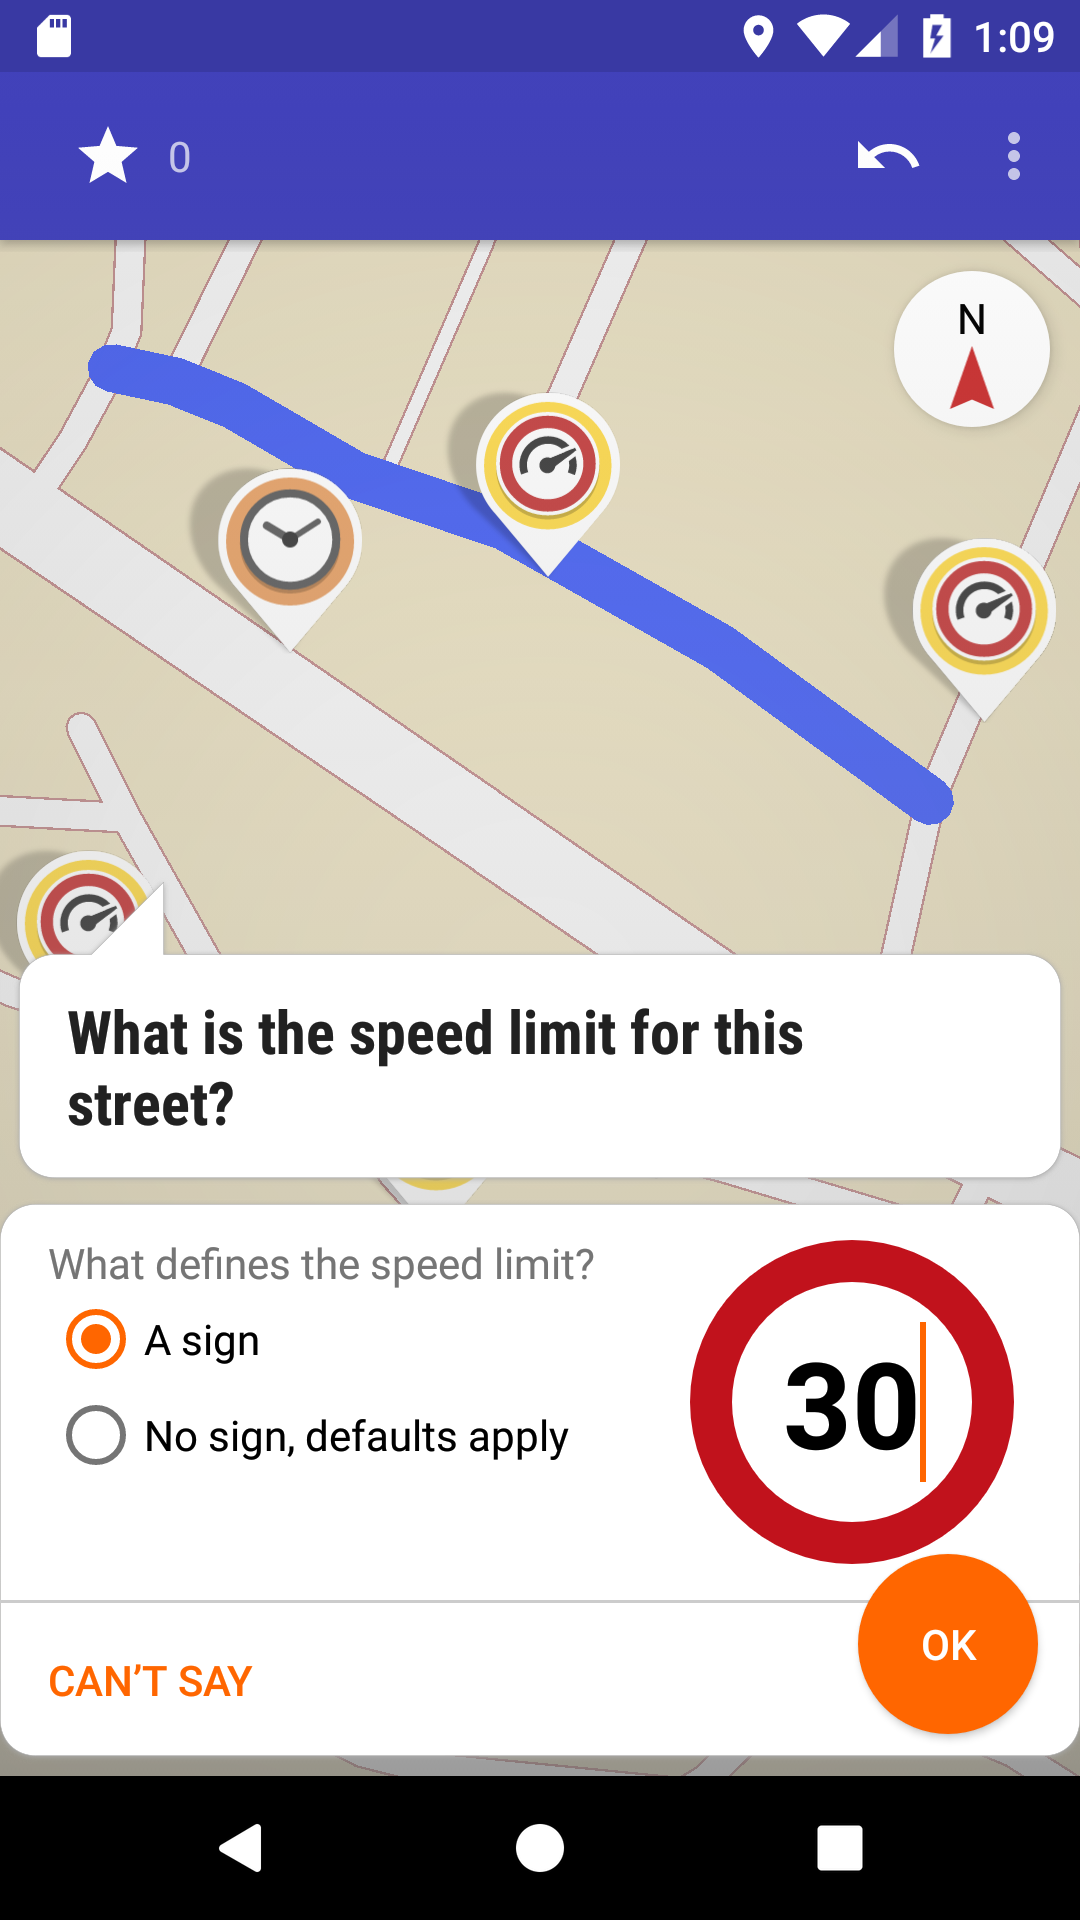 1:09
0
N
What is the speed limit for this
street?
What defines the speed limit?
A sign
30
No sign, defaults apply
OK
CAN’T SAY